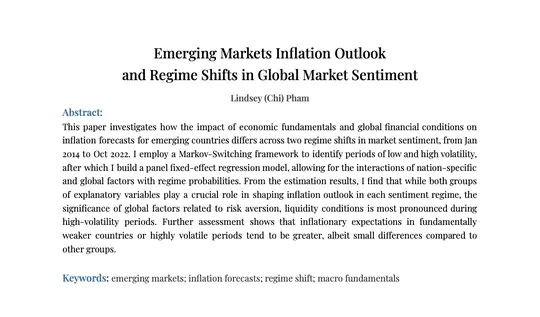 Emerging Markets Inflation Outlook
and Regime Shifts in Global Market Sentiment
Lindsey (Chi) Pham
Abstract:
This paper investigates how the impact of economic fundamentals and global financial conditions on
inflation forecasts for emerging countries differs across two regime shifts in market sentiment, from Jan
2014 to Oct 2022. I employ a Markov-Switching framework to identify periods of low and high volatility,
after which I build a panel fixed-effect regression model, allowing for the interactions of nation-specific
and global factors with regime probabilities. From the estimation results, I find that while both groups
of explanatory variables play a crucial role in shaping inflation outlook in each sentiment regime, the
significance of global factors related to risk aversion, liquidity conditions is most pronounced during
high-volatility periods. Further assessment shows that inflationary expectations in fundamentally
weaker countries or highly volatile periods tend to be greater, albeit small differences compared to
other groups.
Keywords: emerging markets; inflation forecasts; regime shift; macro fundamentals